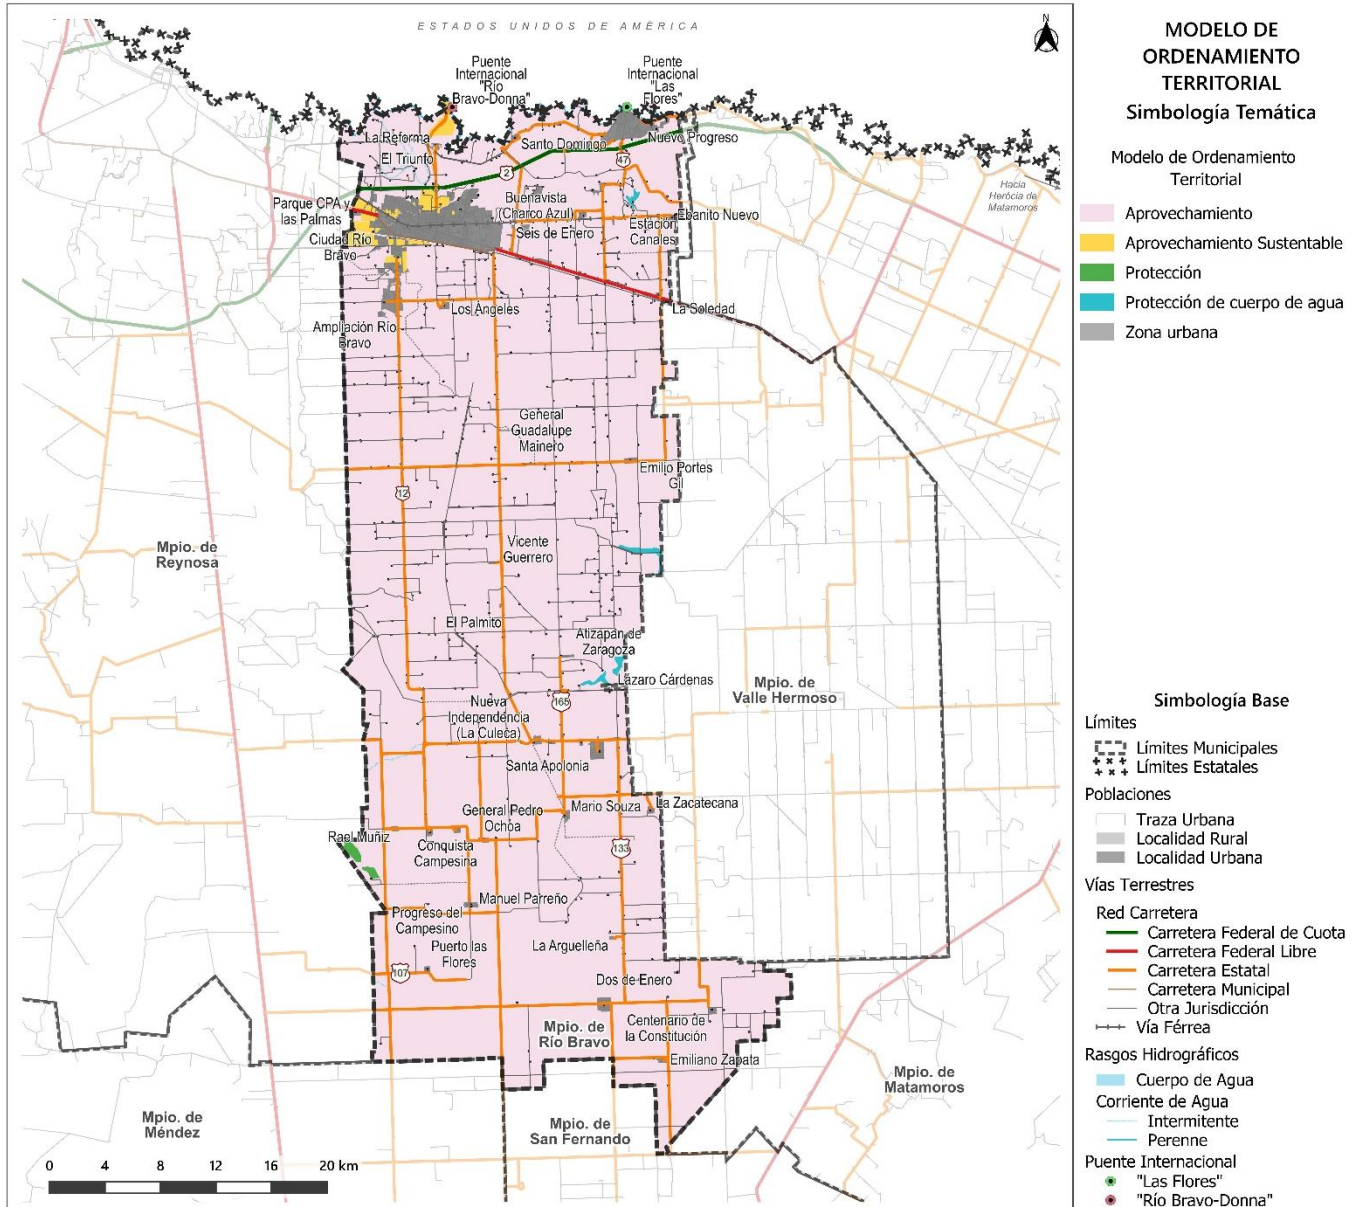 ESTADOS UNIDOS DE AMÉRICA
N
Puente
Internacional
"Río
Bravo-Donna"
Puente
Internacional
"Las
Flores"
La Reforma
El Triunfo
Santo Domingo
Nuevo Progreso
47
2
Hacia
Heróica de
Matamoros
Parque CPA y
las Palmas
Buenavista
(Charco Azul)
Seis de Enero
Ebanito Nuevo
Estación
Canales
Ciudad Río
Bravo
Los Ángeles
La Soledad
Ampliación Río
Bravo
General
Guadalupe
Mainero
Emilio Portes
Gil
12
Vicente
Guerrero
Mpio. de
Reynosa
El Palmito
Atizapán de
Zaragoza
Lázaro Cárdenas
Mpio. de
Valle Hermoso
165
Nueva
Independencia
(La Culeca)
Santa Apolonia
General Pedro
Ochoa
Mario Souza
La Zacatecana
Rael Muñiz
Conquista
Campesina
133
Manuel Parreño
Progreso del
Campesino
Puerto las
Flores
La Arguelleña
107
Dos de Enero
Mpio. de
Río Bravo
Centenario de
la Constitución
Emiliano Zapata
Mpio. de
Matamoros
Mpio. de
Méndez
Mpio. de
San Fernando
0 4 8 12 16 20 km
MODELO DE
ORDENAMIENTO
TERRITORIAL
Simbología Temática
Modelo de Ordenamiento
Territorial
Aprovechamiento
Aprovechamiento Sustentable
Protección
Protección de cuerpo de agua
Zona urbana
Simbología Base
Límites
Límites Municipales
Límites Estatales
Poblaciones
Traza Urbana
Localidad Rural
Localidad Urbana
Vías Terrestres
Red Carretera
Carretera Federal de Cuota
Carretera Federal Libre
Carretera Estatal
Carretera Municipal
Otra Jurisdicción
Vía Férrea
Rasgos Hidrográficos
Cuerpo de Agua
Corriente de Agua
Intermitente
Perenne
Puente Internacional
"Las Flores"
"Río Bravo-Donna"